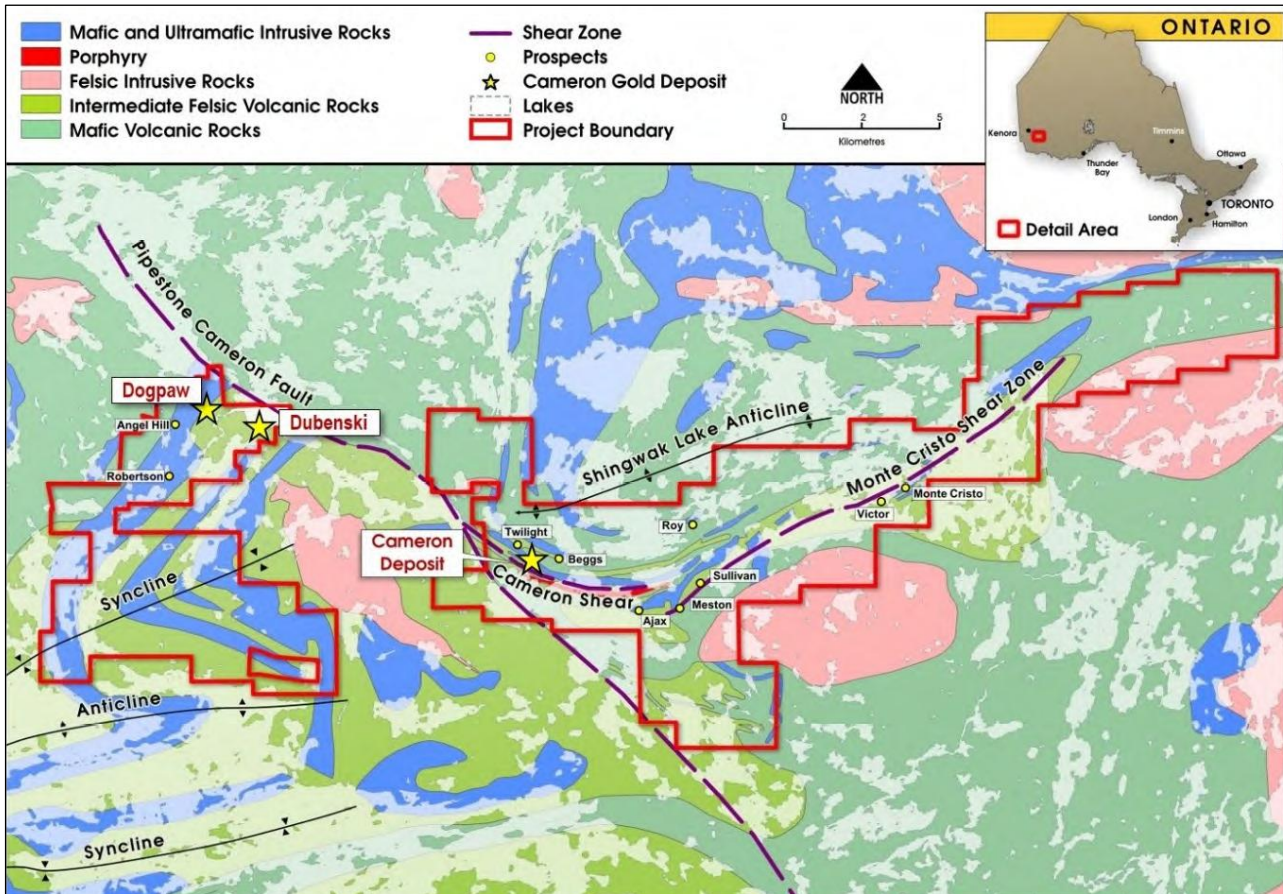 Mafic and Ultramafic Intrusive Rocks
Porphyry
Felsic Intrusive Rocks
Intermediate Felsic Volcanic Rocks
Mafic Volcanic Rocks
Shear Zone
Prospects
Cameron Gold Deposit
Lakes
Project Boundary
NORTH
0 2 5
Kilometres
ONTARIO
Kenora
Timmins
Thunder
Bay
Ottawa
TORONTO
London
Hamilton
Detail Area
Pipestone Cameron Fault
Dogpaw
Dubenski
Angel Hill
Robertson
Shingwak Lake Anticline
Monte Cristo Shear Zone
Monte Cristo
Victor
Roy
Twilight
Beggs
Cameron
Deposit
Cameron Shear
Sullivan
Meston
Ajax
Syncline
Anticline
Syncline